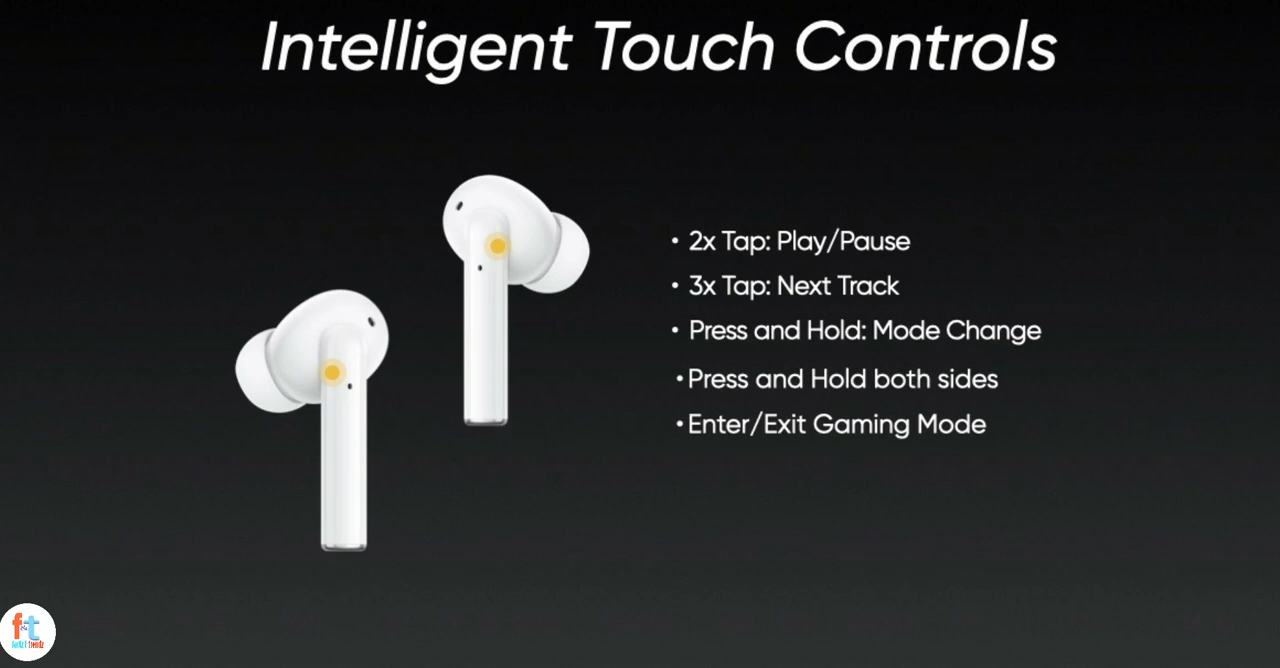 Intelligent Touch Controls
• 2x Tap: Play/Pause
• 3x Tap: Next Track
• Press and Hold: Mode Change
• Press and Hold both sides
• Enter/Exit Gaming Mode
f&t